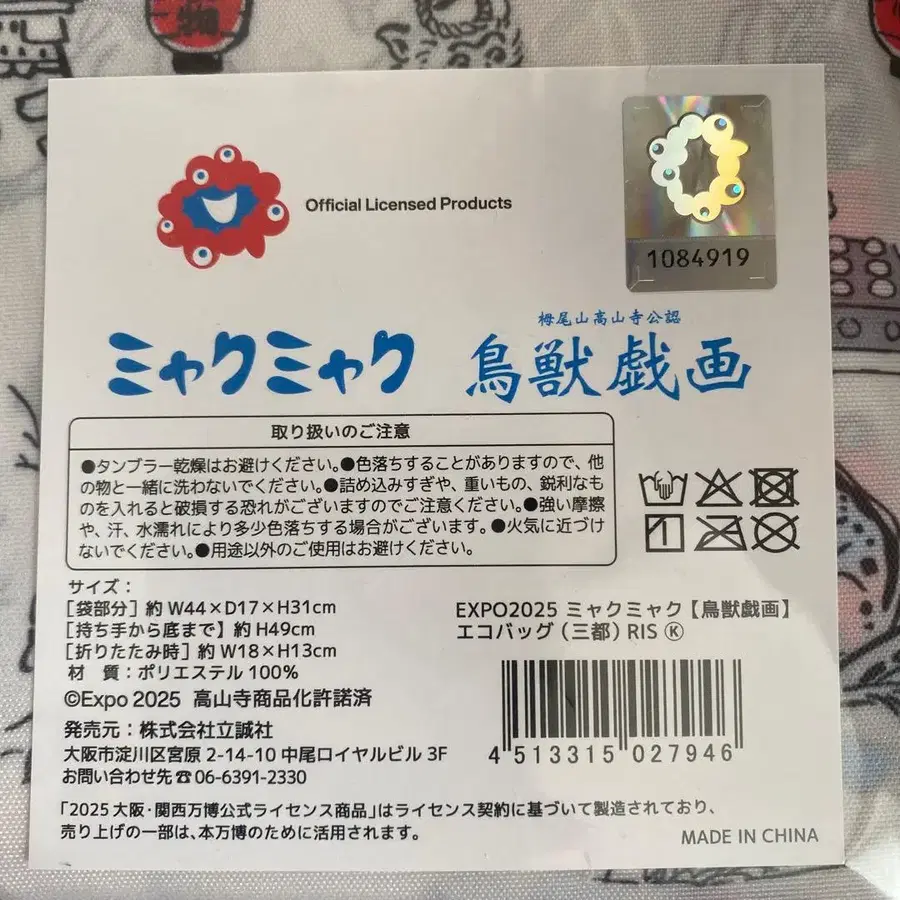 物
Official Licensed Products
1084919
栂尾山高山寺公認
ミャクミャク 鳥獣戯画
取り扱いのご注意
●タンブラー乾燥はお避けください。●色落ちすることがありますので、他
の物と一緒に洗わないでください。●詰め込みすぎや、重いもの、鋭利なも
のを入れると破損する恐れがございますのでご注意ください。●強い摩擦
や、汗、水濡れにより多少色落ちする場合がございます。●火気に近づけ
ないでください。●用途以外のご使用はお避けください。
サイズ：
［袋部分］約 W44×D17×H31cm
［持ち手から底まで］約 H49cm
［折りたたみ時］約 W18×H13cm
材　質：ポリエステル 100%
©Expo 2025 高山寺商品化許諾済
発売元：株式会社立誠社
大阪市淀川区宮原 2-14-10 中尾ロイヤルビル 3F
お問い合わせ先☎06-6391-2330
EXPO2025 ミャクミャク【鳥獣戯画】
エコバッグ（三都）RIS Ⓚ
4 513315 027946
「2025 大阪・関西万博公式ライセンス商品」はライセンス契約に基づいて製造されており、
売り上げの一部は、本万博のために活用されます。
MADE IN CHINA